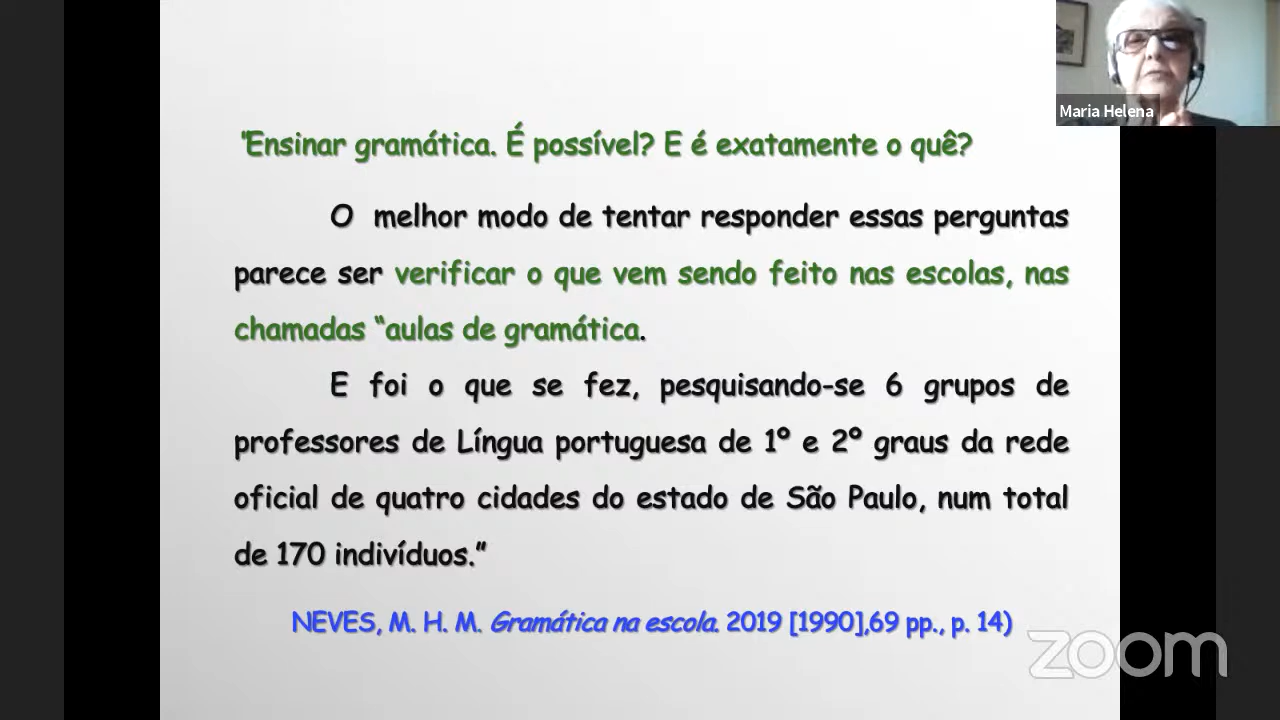 Maria Helena
"Ensinar gramática. É possível? E é exatamente o quê?
O melhor modo de tentar responder essas perguntas
parece ser verificar o que vem sendo feito nas escolas, nas
chamadas "aulas de gramática.
E foi o que se fez, pesquisando-se 6 grupos de
professores de Língua portuguesa de 1º e 2º graus da rede
oficial de quatro cidades do estado de São Paulo, num total
de 170 indivíduos."
NEVES, M. H. M. Gramática na escola. 2019 [1990],69 pp., p. 14)
zoom